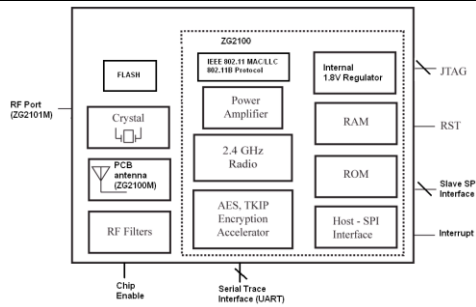 ZG2100
IEEE 802.11 MAC/LLC
802.11B Protocol
Internal
1.8V Regulator
FLASH
JTAG
RF Port
(ZG2101M)
Crystal
Power
Amplifier
RAM
RST
PCB
antenna
(ZG2100M)
2.4 GHz
Radio
ROM
Slave SP
Interface
RF Filters
AES, TKIP
Encryption
Accelerator
Host - SPI
Interface
Interrupt
Chip
Enable
Serial Trace
Interface (UART)